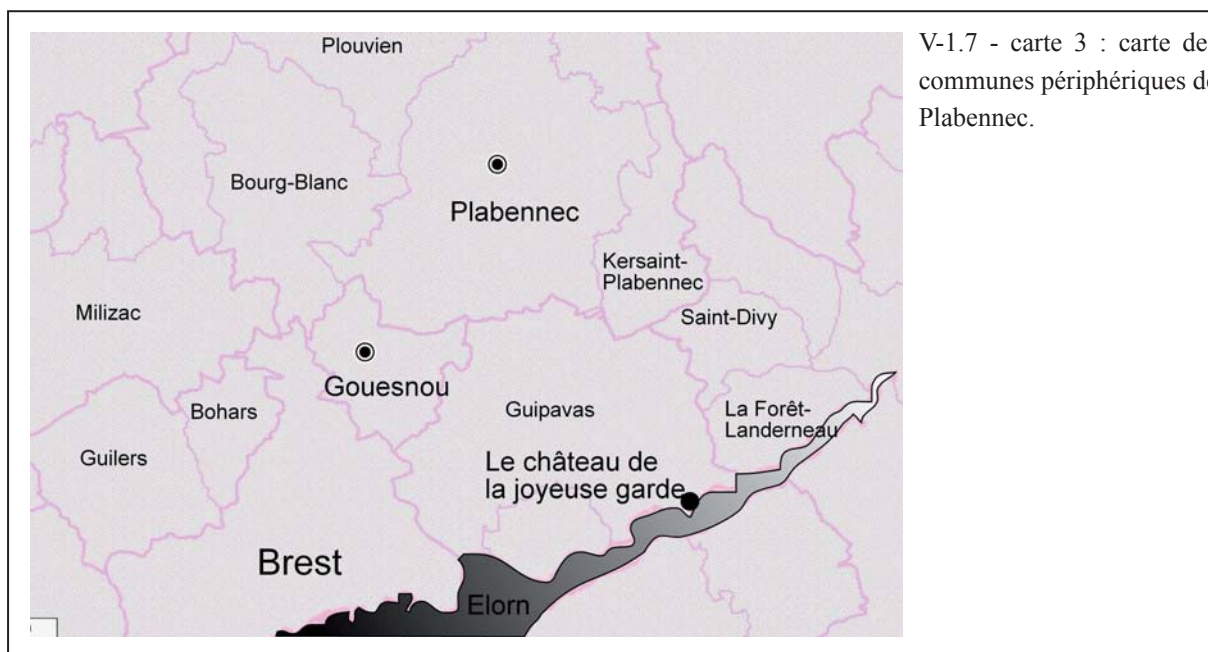 V-1.7 - carte 3 : carte de
communes périphériques d
Plabennec.
Plouvien
Bourg-Blanc
Plabennec
Kersaint-
Plabennec
Milizac
Saint-Divy
Gouesnou
Bohars
Guipavas
La Forêt-
Landerneau
Guilers
Le château de
la joyeuse garde
Brest
Elorn